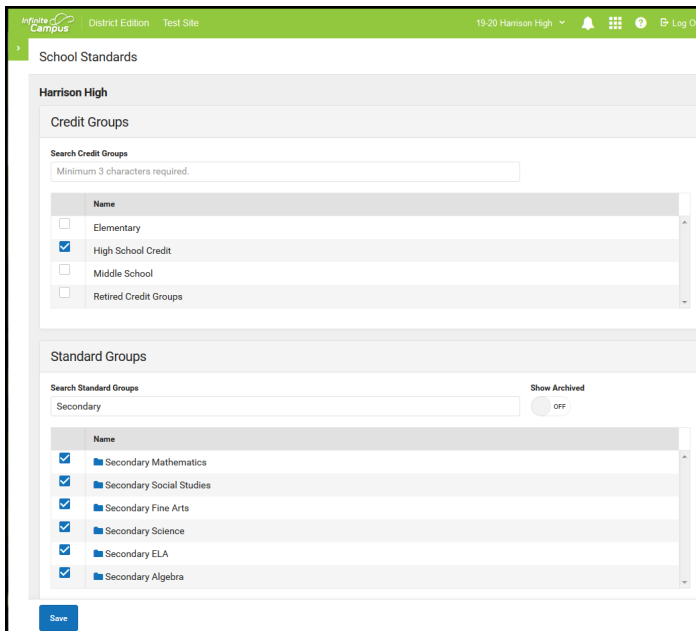 Infinite Campus District Edition Test Site 19-20 Harrison High Log O
School Standards
Harrison High
Credit Groups
Search Credit Groups
Minimum 3 characters required.
Name
Elementary
High School Credit
Middle School
Retired Credit Groups
Standard Groups
Search Standard Groups Show Archived
Secondary OFF
Name
Secondary Mathematics
Secondary Social Studies
Secondary Fine Arts
Secondary Science
Secondary ELA
Secondary Algebra
Save